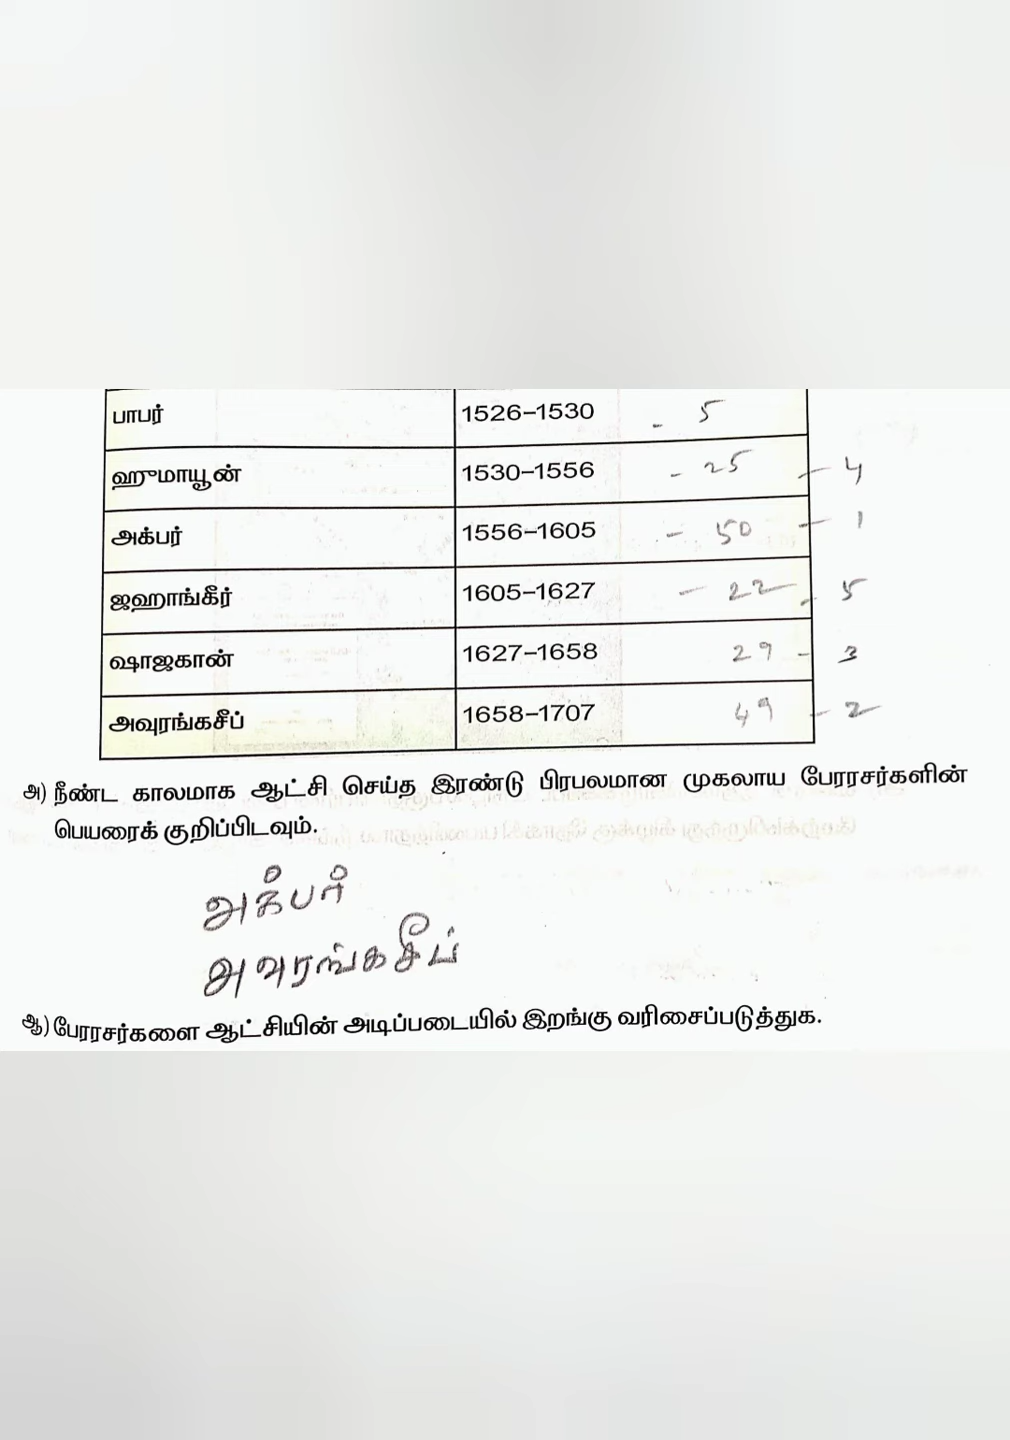 பாபர் 1526–1530 - 5
ஹுமாயூன் 1530–1556 - 25 - 4
அக்பர் 1556–1605 - 50 - 1
ஜஹாங்கீர் 1605–1627 - 22 - 5
ஷாஜகான் 1627–1658 29 - 3
அவுரங்கசீப் 1658–1707 49 - 2
அ) நீண்ட காலமாக ஆட்சி செய்த இரண்டு பிரபலமான முகலாய பேரரசர்களின்
பெயரைக் குறிப்பிடவும்.
அக்பர்
அவுரங்கசீப்
ஆ) பேரரசர்களை ஆட்சியின் அடிப்படையில் இறங்கு வரிசைப்படுத்துக.